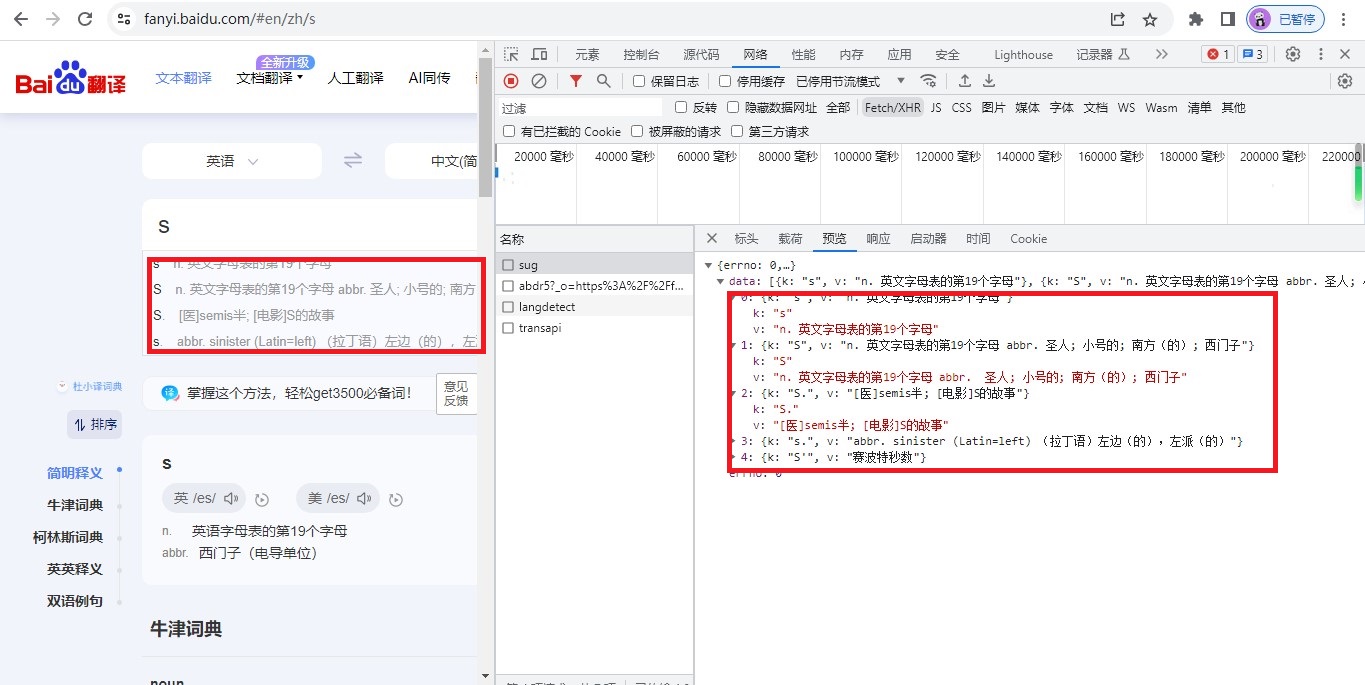 fanyi.baidu.com/#en/zh/s
已暂停
Bai du 翻译
文本翻译
全新升级
文档翻译
人工翻译
AI同传
英语
中文(简
s
s n. 英文字母表的第19个字母
S n. 英文字母表的第19个字母 abbr. 圣人; 小号的; 南方
S. [医]semis半; [电影]S的故事
s. abbr. sinister (Latin=left) （拉丁语）左边（的），左
杜小译词典
译 掌握这个方法，轻松get3500必备词!
意见
反馈
排序
简明释义
牛津词典
柯林斯词典
英英释义
双语例句
s
英 /es/
美 /es/
n. 英语字母表的第19个字母
abbr. 西门子（电导单位）
牛津词典
noun
元素 控制台 源代码 网络 性能 内存 应用 安全 Lighthouse 记录器 1 3
保留日志 停用缓存 已停用节流模式
过滤 反转 隐藏数据网址 全部 Fetch/XHR JS CSS 图片 媒体 字体 文档 WS Wasm 清单 其他
有已拦截的 Cookie 被屏蔽的请求 第三方请求
20000 毫秒 40000 毫秒 60000 毫秒 80000 毫秒 100000 毫秒 120000 毫秒 140000 毫秒 160000 毫秒 180000 毫秒 200000 毫秒 220000
名称
sug
abdr5?_o=https%3A%2F%2Ff...
langdetect
transapi
标头 载荷 预览 响应 启动器 时间 Cookie
{errno: 0,…}
data: [{k: "s", v: "n. 英文字母表的第19个字母"}, {k: "S", v: "n. 英文字母表的第19个字母 abbr. 圣人; 
0: {k: "s", v: "n. 英文字母表的第19个字母"}
k: "s"
v: "n. 英文字母表的第19个字母"
1: {k: "S", v: "n. 英文字母表的第19个字母 abbr. 圣人; 小号的; 南方（的）; 西门子"}
k: "S"
v: "n. 英文字母表的第19个字母 abbr. 圣人; 小号的; 南方（的）; 西门子"
2: {k: "S.", v: "[医]semis半; [电影]S的故事"}
k: "S."
v: "[医]semis半; [电影]S的故事"
3: {k: "s.", v: "abbr. sinister (Latin=left) （拉丁语）左边（的），左派（的）"}
4: {k: "S'", v: "赛波特秒数"}
errno: 0